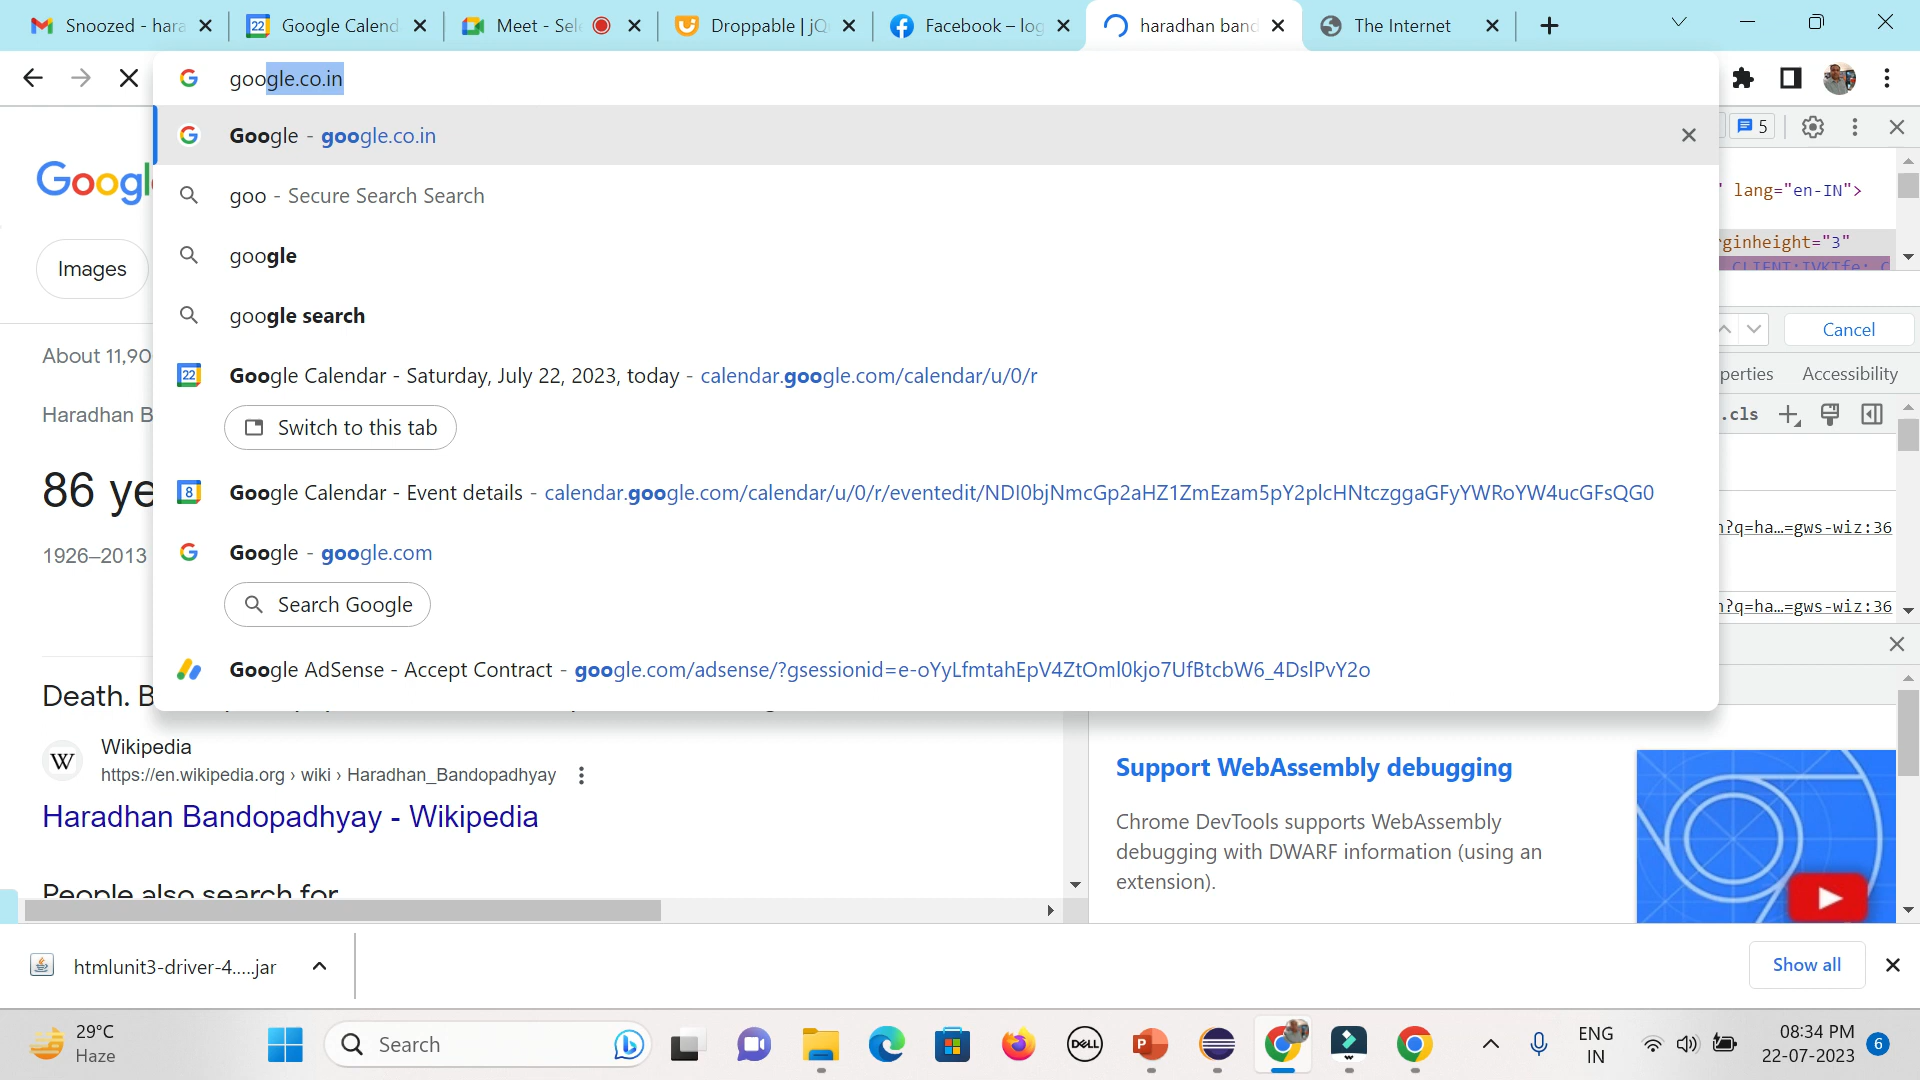 Snoozed - hara
Google Calend
Meet - Sel
Droppable | jQ
Facebook – log
haradhan band
The Internet
google.co.in
Google - google.co.in
goo - Secure Search Search
google
google search
Google Calendar - Saturday, July 22, 2023, today - calendar.google.com/calendar/u/0/r
Switch to this tab
Google Calendar - Event details - calendar.google.com/calendar/u/0/r/eventedit/NDI0bjNmcGp2aHZ1ZmEzam5pY2plcHNtczggaGFyYWRoYW4ucGFsQG0
Google - google.com
Search Google
Google AdSense - Accept Contract - google.com/adsense/?gsessionid=e-oYyLfmtahEpV4ZtOml0kjo7UfBtcbW6_4DslPvY2o
Googl
Images
About 11,90
Haradhan B
86 ye
1926–2013
Death. B
Wikipedia
https://en.wikipedia.org › wiki › Haradhan_Bandopadhyay
Haradhan Bandopadhyay - Wikipedia
People also search for
5
" lang="en-IN">
rginheight="3"
CLIENT:IVKTfe; C
Cancel
perties Accessibility
.cls
n?q=ha…=gws-wiz:36
n?q=ha…=gws-wiz:36
Support WebAssembly debugging
Chrome DevTools supports WebAssembly
debugging with DWARF information (using an
extension).
htmlunit3-driver-4.....jar
Show all
29°C
Haze
Search
DELL
ENG
IN
08:34 PM
22-07-2023
6